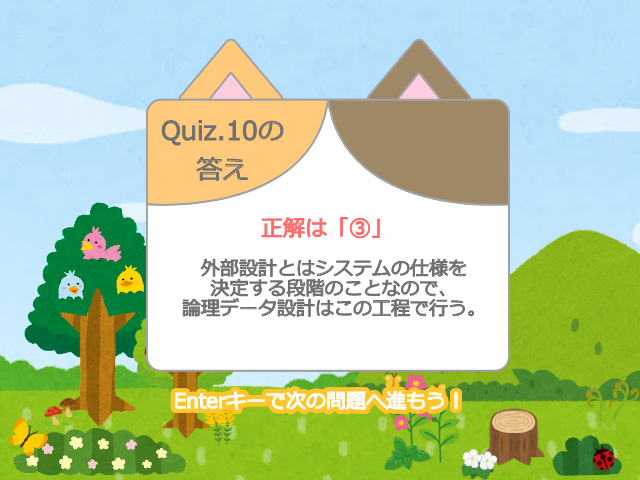 Quiz.10の
答え
正解は「③」
外部設計とはシステムの仕様を
決定する段階のことなので、
論理データ設計はこの工程で行う。
Enterキーで次の問題へ進もう！